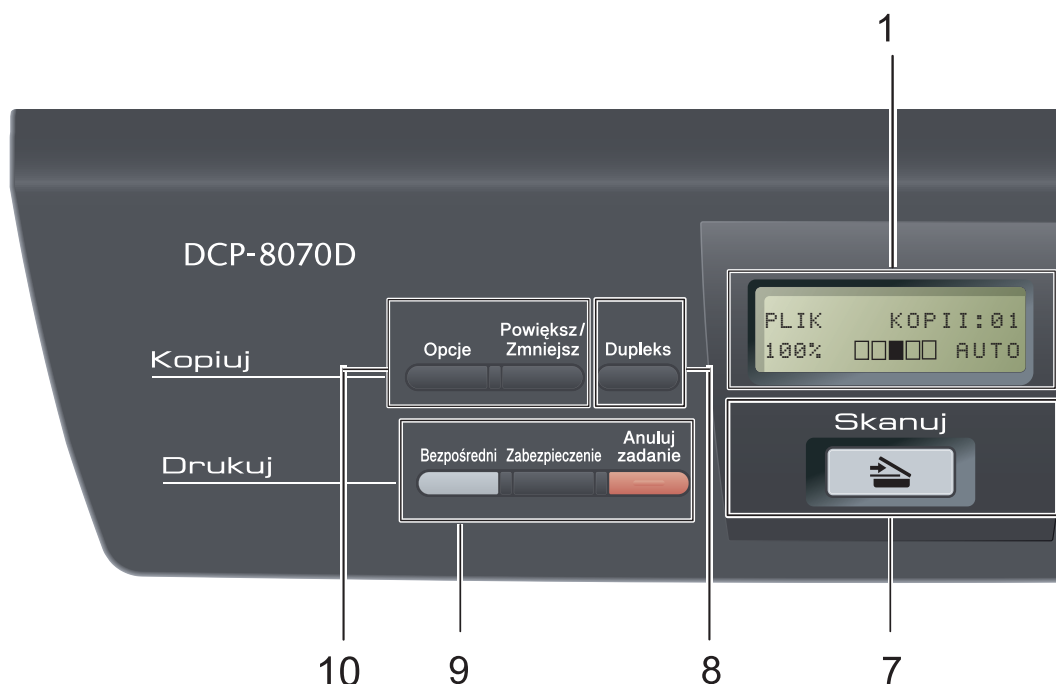 1
DCP-8070D
Kopiuj
Opcje
Powiększ/
Zmniejsz
Dupleks
PLIK KOPII:01
100% AUTO
Skanuj
Drukuj
Bezpośredni
Zabezpieczenie
Anuluj
zadanie
10
9
8
7